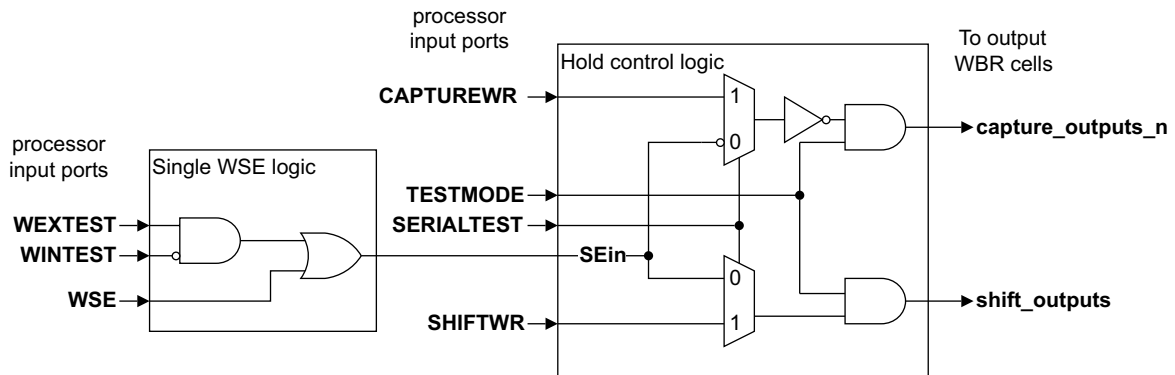 processor
input ports
To output
WBR cells
Hold control logic
CAPTUREWR
1
capture_outputs_n
processor
input ports
0
Single WSE logic
TESTMODE
WEXTEST
SERIALTEST
WINTEST
SEin
0
WSE
shift_outputs
SHIFTWR
1